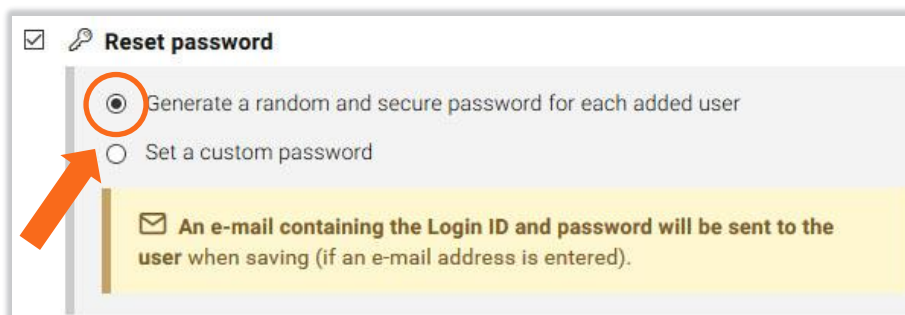 Reset password
Generate a random and secure password for each added user
Set a custom password
An e-mail containing the Login ID and password will be sent to the
user when saving (if an e-mail address is entered).